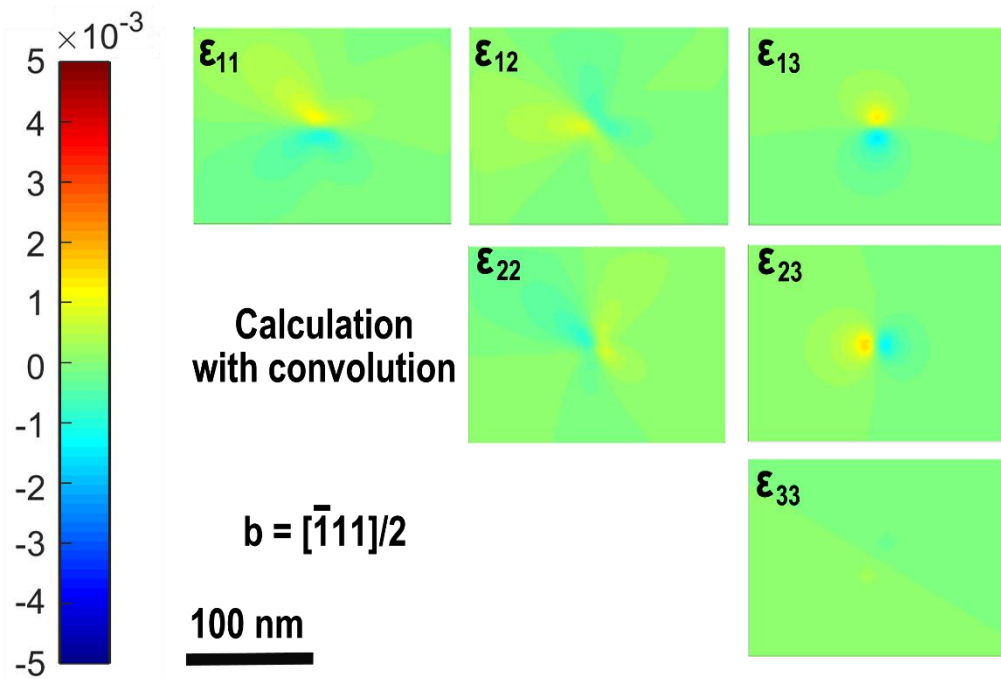 ×10⁻³
5
4
3
2
1
0
-1
-2
-3
-4
-5
ε₁₁
ε₁₂
ε₁₃
ε₂₂
ε₂₃
Calculation
with convolution
ε₃₃
b = [1̅11]/2
100 nm